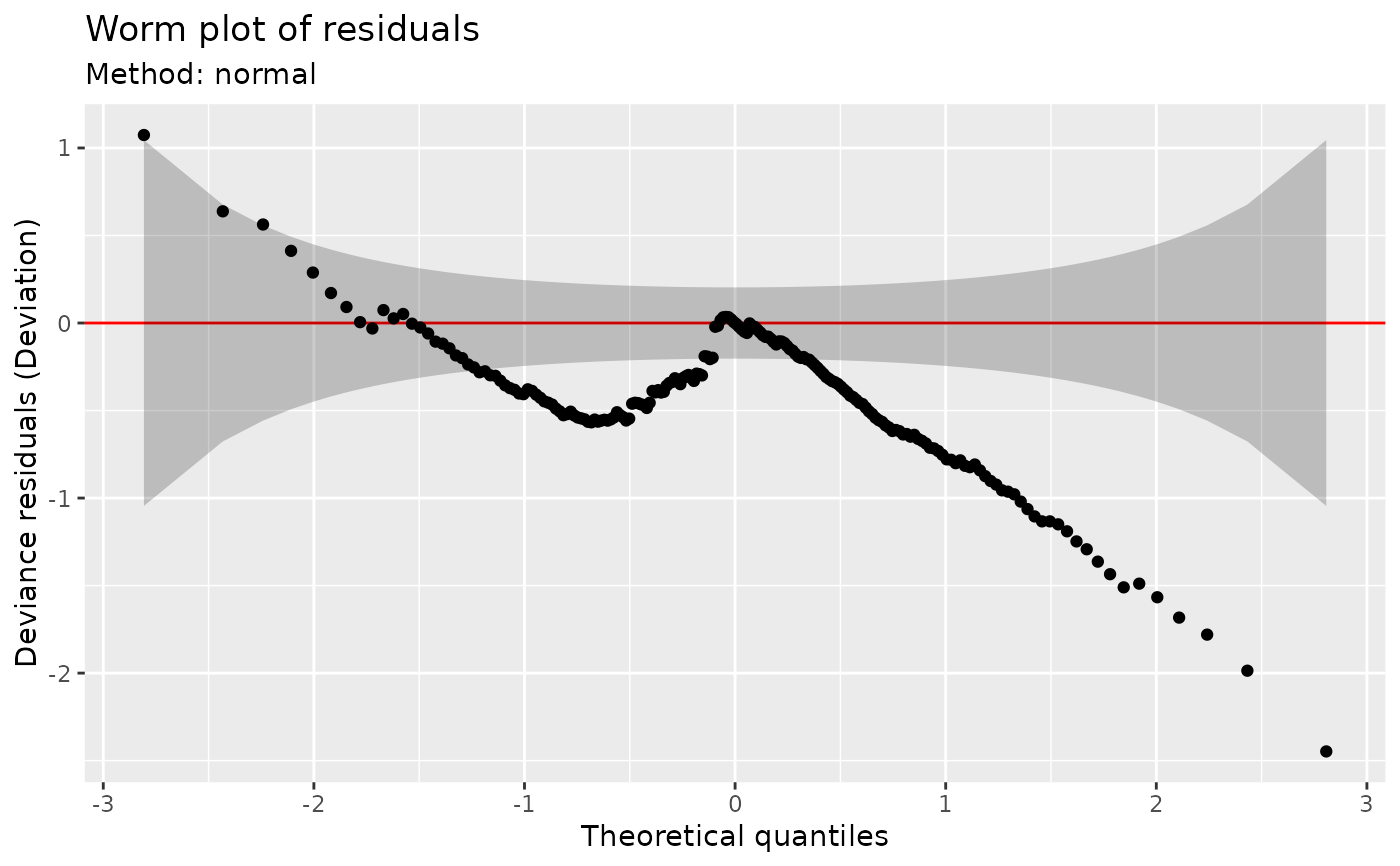 Worm plot of residuals
Method: normal
Deviance residuals (Deviation)
1
0
-1
-2
-3 -2 -1 0 1 2 3
Theoretical quantiles